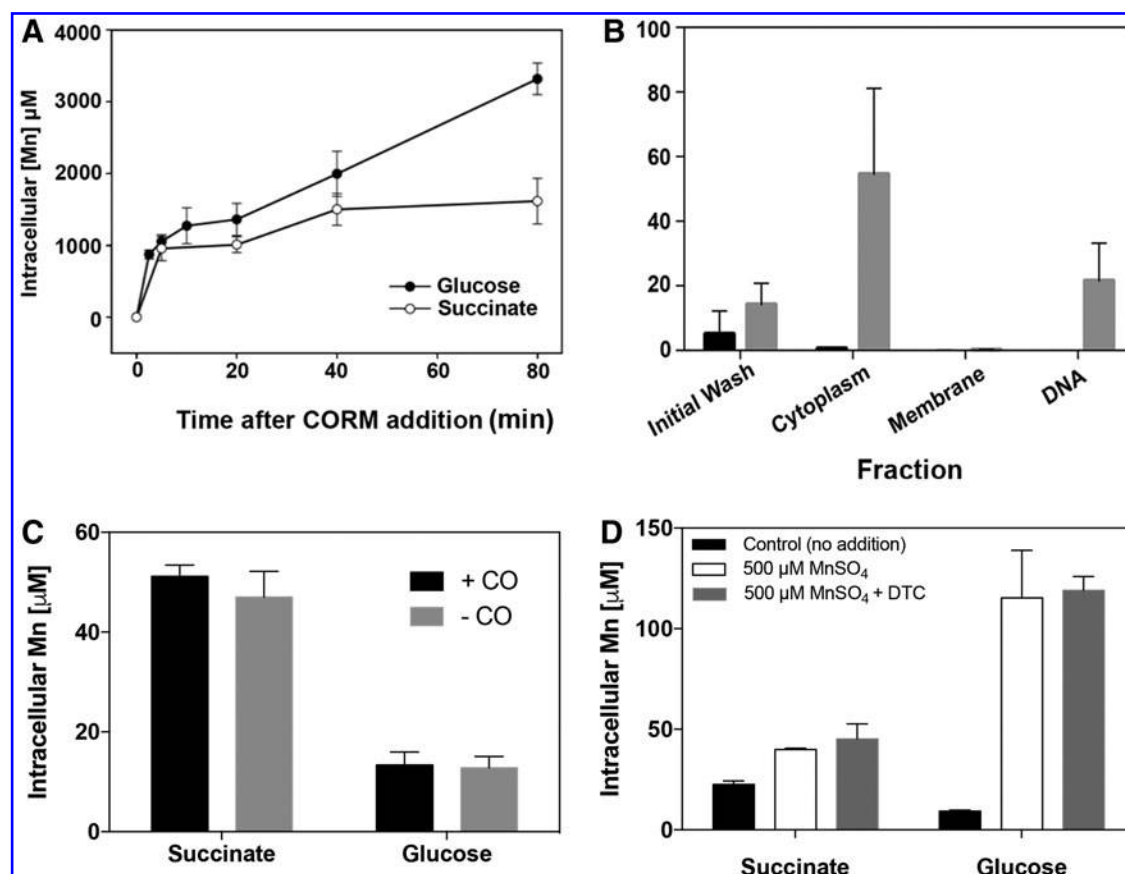 A
4000
3000
2000
1000
0
Intracellular [Mn] µM
Glucose
Succinate
0 20 40 60 80
Time after CORM addition (min)
B
100
80
60
40
20
0
Initial Wash
Cytoplasm
Membrane
DNA
Fraction
C
60
40
20
0
Intracellular Mn [µM]
+ CO
- CO
Succinate Glucose
D
150
100
50
0
Intracellular Mn [µM]
Control (no addition)
500 µM MnSO₄
500 µM MnSO₄ + DTC
Succinate Glucose